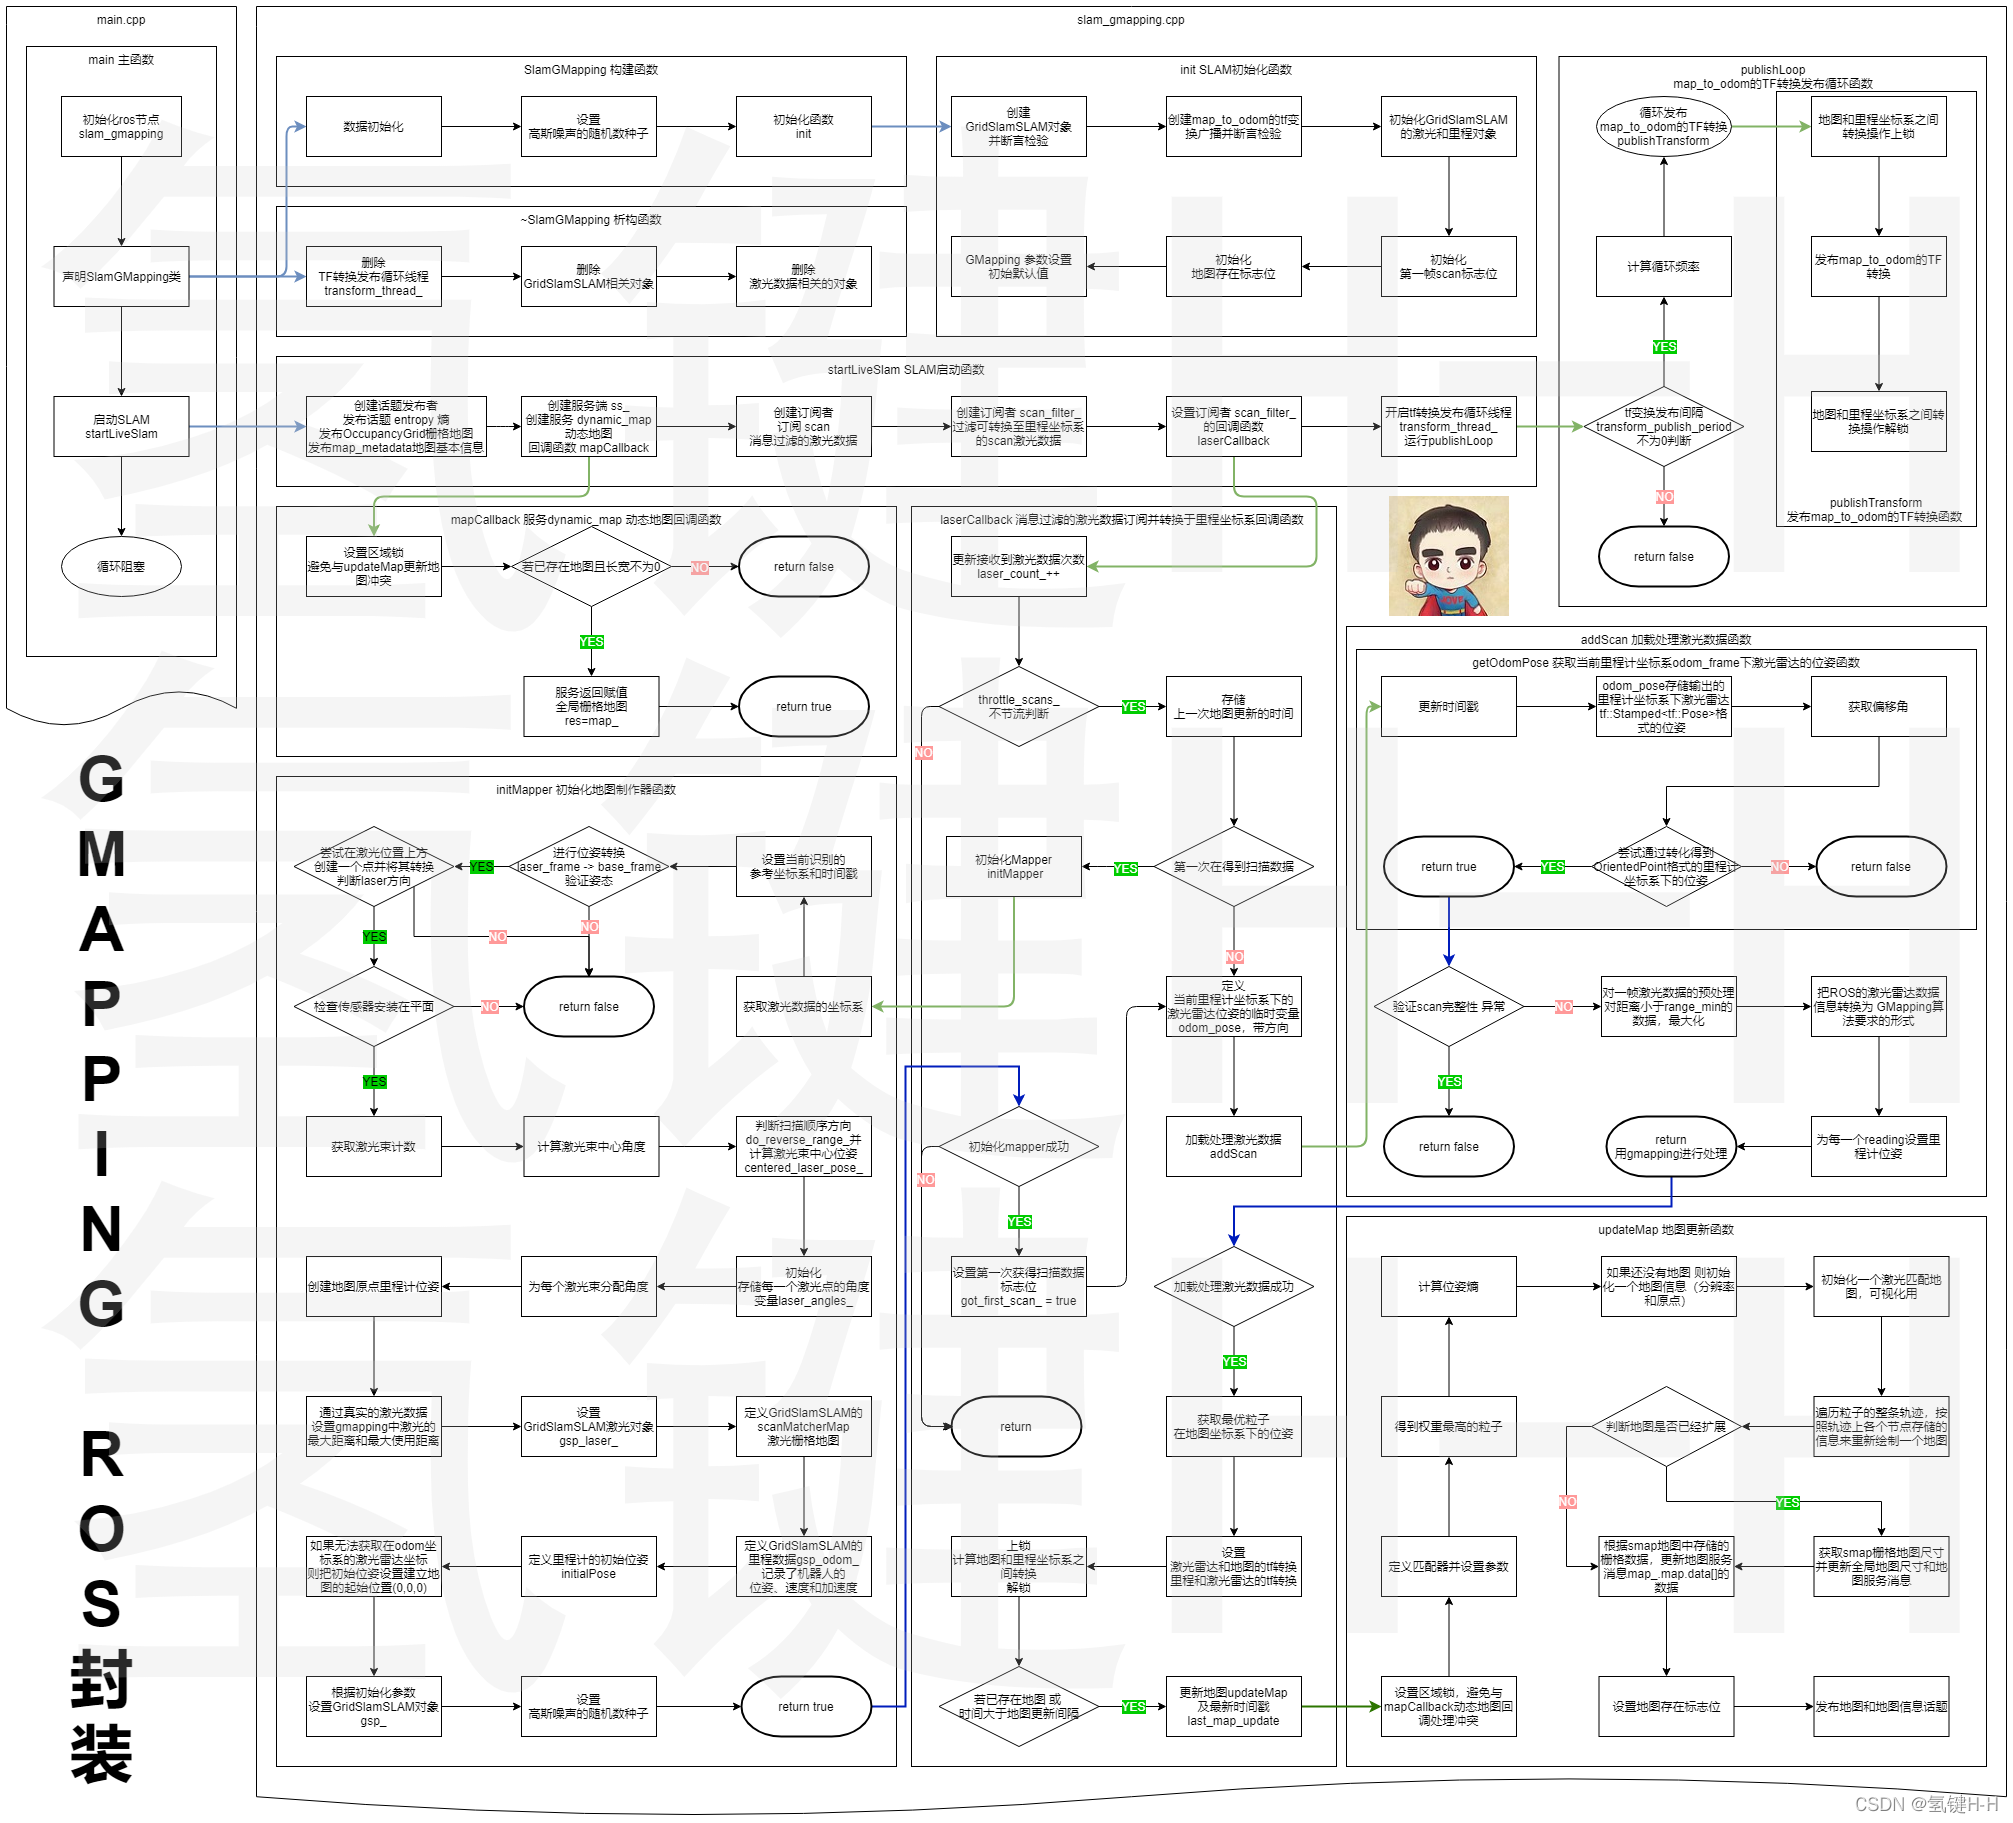 main.cpp
main 主函数
初始化ros节点
slam_gmapping
声明SlamGMapping类
启动SLAM
startLiveSlam
循环阻塞
GMAPPING ROS封装
slam_gmapping.cpp
SlamGMapping 构建函数
数据初始化
设置
高斯噪声的随机数种子
初始化函数
init
~SlamGMapping 析构函数
删除
TF转换发布循环线程
transform_thread_
删除
GridSlamSLAM相关对象
删除
激光数据相关的对象
init SLAM初始化函数
创建
GridSlamSLAM对象
并断言检验
创建map_to_odom的tf变
换广播并断言检验
初始化GridSlamSLAM
的激光和里程对象
初始化
第一帧scan标志位
初始化
地图存在标志位
GMapping 参数设置
初始默认值
publishLoop
map_to_odom的TF转换发布循环函数
循环发布
map_to_odom的TF转换
publishTransform
计算循环频率
YES
tf变换发布间隔
transform_publish_period
不为0判断
NO
return false
地图和里程坐标系之间
转换操作上锁
发布map_to_odom的TF
转换
地图和里程坐标系之间转
换操作解锁
publishTransform
发布map_to_odom的TF转换函数
startLiveSlam SLAM启动函数
创建话题发布者
发布话题 entropy 熵
发布OccupancyGrid栅格地图
发布map_metadata地图基本信息
创建服务端 ss_
创建服务 dynamic_map
动态地图
回调函数 mapCallback
创建订阅者
订阅 scan
消息过滤的激光数据
创建订阅者 scan_filter_
过滤可转换至里程坐标系
的scan激光数据
设置订阅者 scan_filter_
的回调函数
laserCallback
开启tf转换发布循环线程
transform_thread_
运行publishLoop
mapCallback 服务dynamic_map 动态地图回调函数
设置区域锁
避免与updateMap更新地
图冲突
若已存在地图且长宽不为0
NO
return false
YES
服务返回赋值
全局栅格地图
res=map_
return true
initMapper 初始化地图制作器函数
尝试在激光位置上方
创建一个点并将其转换
判断laser方向
YES
进行位姿转换
laser_frame -> base_frame
验证姿态
设置当前识别的
参考坐标系和时间戳
YES
NO
NO
检查传感器安装在平面
NO
return false
获取激光数据的坐标系
YES
获取激光束计数
计算激光束中心角度
判断扫描顺序方向
do_reverse_range_并
计算激光束中心位姿
centered_laser_pose_
创建地图原点里程计位姿
为每个激光束分配角度
初始化
存储每一个激光点的角度
变量laser_angles_
通过真实的激光数据
设置gmapping中激光的
最大距离和最大使用距离
设置
GridSlamSLAM激光对象
gsp_laser_
定义GridSlamSLAM的
scanMatcherMap
激光栅格地图
如果无法获取在odom坐
标系的激光雷达坐标
则把初始位姿设置建立地
图的起始位置(0,0,0)
定义里程计的初始位姿
initialPose
定义GridSlamSLAM的
里程数据gsp_odom_
记录了机器人的
位姿、速度和加速度
根据初始化参数
设置GridSlamSLAM对象
gsp_
设置
高斯噪声的随机数种子
return true
laserCallback 消息过滤的激光数据订阅并转换于里程坐标系回调函数
更新接收到激光数据次数
laser_count_++
throttle_scans_
不节流判断
YES
存储
上一次地图更新的时间
NO
初始化Mapper
initMapper
YES
第一次在得到扫描数据
NO
定义
当前里程计坐标系下的
激光雷达位姿的临时变量
odom_pose，带方向
初始化mapper成功
加载处理激光数据
addScan
NO
YES
设置第一次获得扫描数据
标志位
got_first_scan_ = true
加载处理激光数据成功
YES
return
获取最优粒子
在地图坐标系下的位姿
上锁
计算地图和里程坐标系之
间转换
解锁
设置
激光雷达和地图的tf转换
里程和激光雷达的tf转换
若已存在地图 或
时间大于地图更新间隔
YES
更新地图updateMap
及最新时间戳
last_map_update
addScan 加载处理激光数据函数
getOdomPose 获取当前里程计坐标系odom_frame下激光雷达的位姿函数
更新时间戳
odom_pose存储输出的
里程计坐标系下激光雷达
tf::Stamped<tf::Pose>格
式的位姿
获取偏移角
return true
YES
尝试通过转化得到
OrientedPoint格式的里程计
坐标系下的位姿
NO
return false
验证scan完整性 异常
NO
对一帧激光数据的预处理
对距离小于range_min的
数据，最大化
把ROS的激光雷达数据
信息转换为 GMapping算
法要求的形式
YES
return false
return
用gmapping进行处理
为每一个reading设置里
程计位姿
updateMap 地图更新函数
计算位姿熵
如果还没有地图 则初始
化一个地图信息（分辨率
和原点）
初始化一个激光匹配地
图，可视化用
得到权重最高的粒子
判断地图是否已经扩展
遍历粒子的整条轨迹，按
照轨迹上各个节点存储的
信息来重新绘制一个地图
NO
YES
定义匹配器并设置参数
根据smap地图中存储的
栅格数据，更新地图服务
消息map_.map.data[]的
数据
获取smap栅格地图尺寸
并更新全局地图尺寸和地
图服务消息
设置区域锁，避免与
mapCallback动态地图回
调处理冲突
设置地图存在标志位
发布地图和地图信息话题
氢键H-H
氢键H-H
氢键H-H
CSDN @氢键H-H